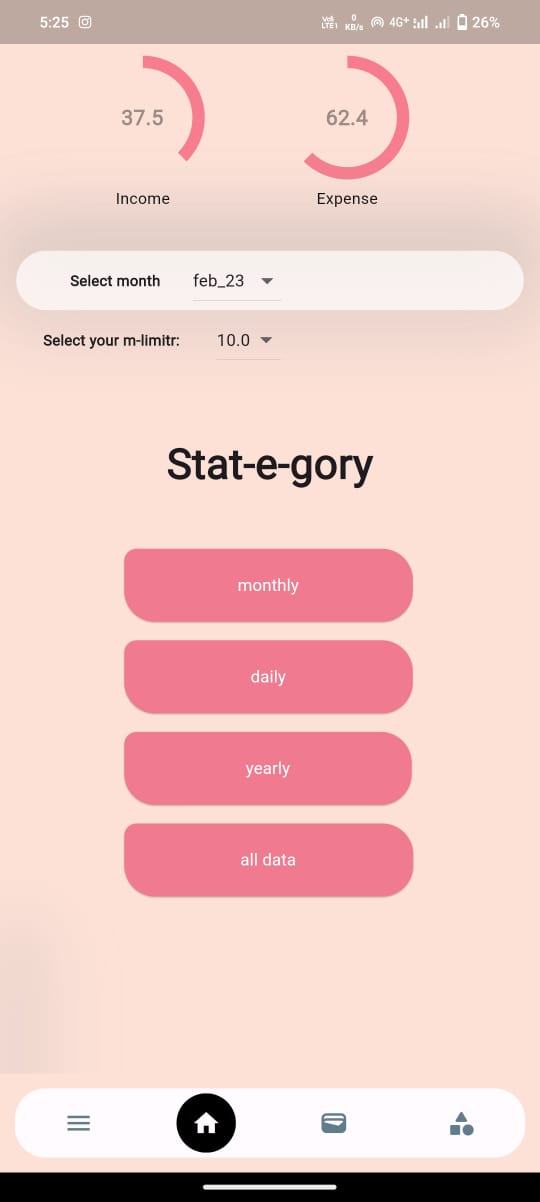 5:25
Vo)) LTE1
0 KB/s
4G+
26%
37.5
62.4
Income
Expense
Select month
feb_23
Select your m-limitr:
10.0
Stat-e-gory
monthly
daily
yearly
all data